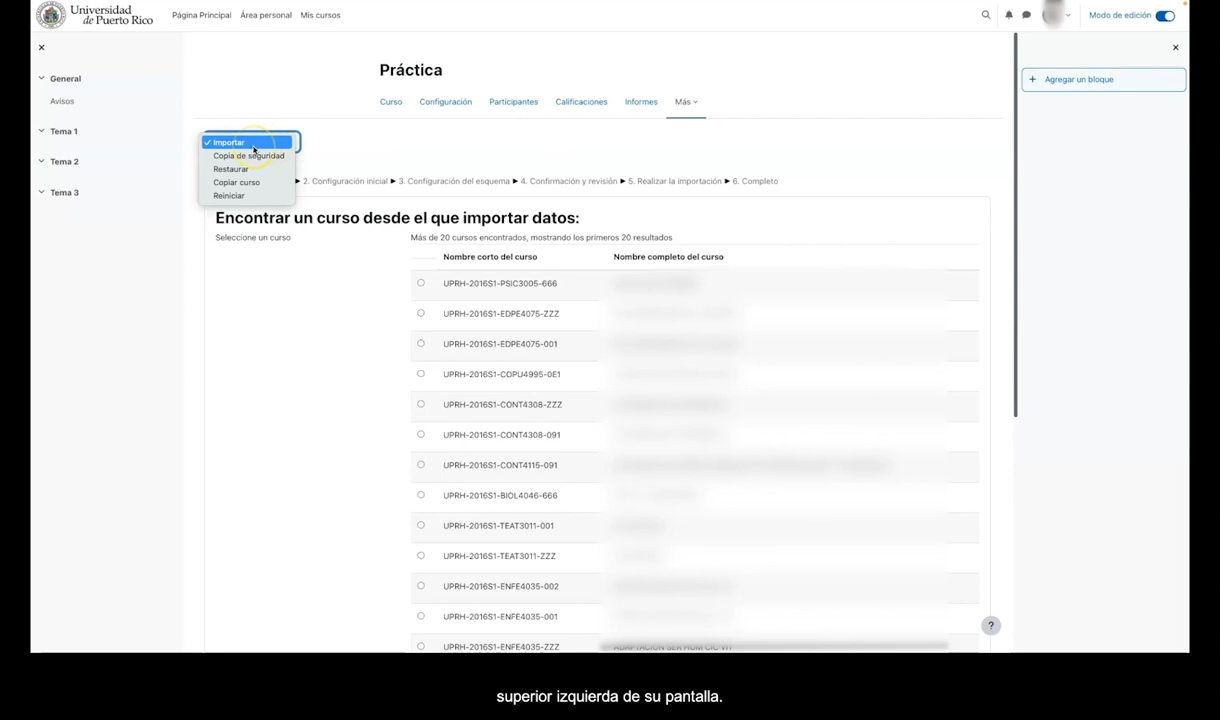 Universidad
de Puerto Rico
Página Principal Área personal Mis cursos
Modo de edición
General
Avisos
Tema 1
Tema 2
Tema 3
Práctica
Curso Configuración Participantes Calificaciones Informes Más
Importar
Copia de seguridad
Restaurar
Copiar curso
Reiniciar
2. Configuración inicial ► 3. Configuración del esquema ► 4. Confirmación y revisión ► 5. Realizar la importación ► 6. Completo
Encontrar un curso desde el que importar datos:
Seleccione un curso
Más de 20 cursos encontrados, mostrando los primeros 20 resultados
Nombre corto del curso Nombre completo del curso
UPRH-2016S1-PSIC3005-666
UPRH-2016S1-EDPE4075-ZZZ
UPRH-2016S1-EDPE4075-001
UPRH-2016S1-COPU4995-0E1
UPRH-2016S1-CONT4308-ZZZ
UPRH-2016S1-CONT4308-091
UPRH-2016S1-CONT4115-091
UPRH-2016S1-BIOL4046-666
UPRH-2016S1-TEAT3011-001
UPRH-2016S1-TEAT3011-ZZZ
UPRH-2016S1-ENFE4035-002
UPRH-2016S1-ENFE4035-001
UPRH-2016S1-ENFE4035-ZZZ
+ Agregar un bloque
?
superior izquierda de su pantalla.